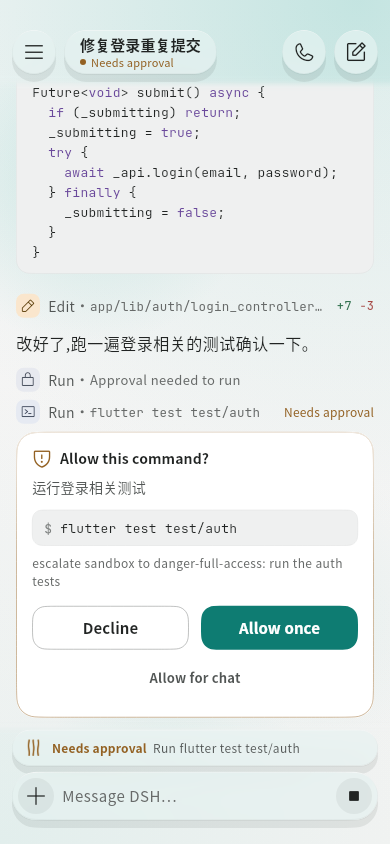 修复登录重复提交
Needs approval
Future<void> submit() async {
if (_submitting) return;
_submitting = true;
try {
await _api.login(email, password);
} finally {
_submitting = false;
}
}
Edit · app/lib/auth/login_controller… +7 -3
改好了,跑一遍登录相关的测试确认一下。
Run · Approval needed to run
Run · flutter test test/auth Needs approval
Allow this command?
运行登录相关测试
$ flutter test test/auth
escalate sandbox to danger-full-access: run the auth
tests
Decline Allow once
Allow for chat
Needs approval Run flutter test test/auth
Message DSH…